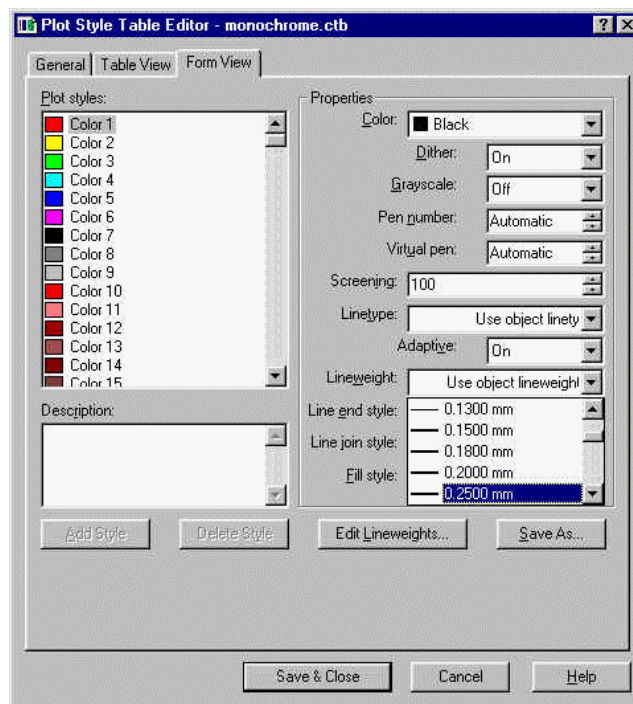 Plot Style Table Editor - monochrome.ctb
General Table View Form View
Plot styles:
Color 1
Color 2
Color 3
Color 4
Color 5
Color 6
Color 7
Color 8
Color 9
Color 10
Color 11
Color 12
Color 13
Color 14
Color 15
Description:
Properties
Color: Black
Dither: On
Grayscale: Off
Pen number: Automatic
Virtual pen: Automatic
Screening: 100
Linetype: Use object linety
Adaptive: On
Lineweight: Use object lineweight
Line end style:
Line join style:
Fill style:
0.1300 mm
0.1500 mm
0.1800 mm
0.2000 mm
0.2500 mm
Add Style Delete Style Edit Lineweights... Save As...
Save & Close Cancel Help